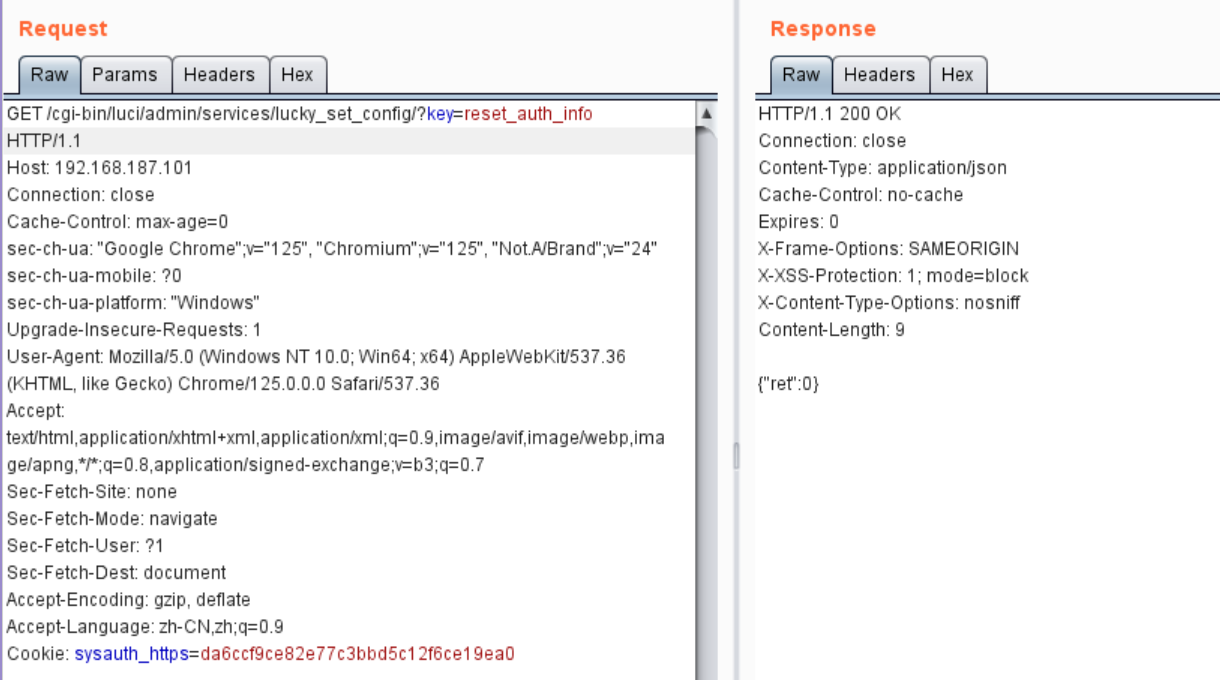 Request
Raw Params Headers Hex
GET /cgi-bin/luci/admin/services/lucky_set_config/?key=reset_auth_info
HTTP/1.1
Host: 192.168.187.101
Connection: close
Cache-Control: max-age=0
sec-ch-ua: "Google Chrome";v="125", "Chromium";v="125", "Not.A/Brand";v="24"
sec-ch-ua-mobile: ?0
sec-ch-ua-platform: "Windows"
Upgrade-Insecure-Requests: 1
User-Agent: Mozilla/5.0 (Windows NT 10.0; Win64; x64) AppleWebKit/537.36
(KHTML, like Gecko) Chrome/125.0.0.0 Safari/537.36
Accept:
text/html,application/xhtml+xml,application/xml;q=0.9,image/avif,image/webp,ima
ge/apng,*/*;q=0.8,application/signed-exchange;v=b3;q=0.7
Sec-Fetch-Site: none
Sec-Fetch-Mode: navigate
Sec-Fetch-User: ?1
Sec-Fetch-Dest: document
Accept-Encoding: gzip, deflate
Accept-Language: zh-CN,zh;q=0.9
Cookie: sysauth_https=da6ccf9ce82e77c3bbd5c12f6ce19ea0
Response
Raw Headers Hex
HTTP/1.1 200 OK
Connection: close
Content-Type: application/json
Cache-Control: no-cache
Expires: 0
X-Frame-Options: SAMEORIGIN
X-XSS-Protection: 1; mode=block
X-Content-Type-Options: nosniff
Content-Length: 9
{"ret":0}